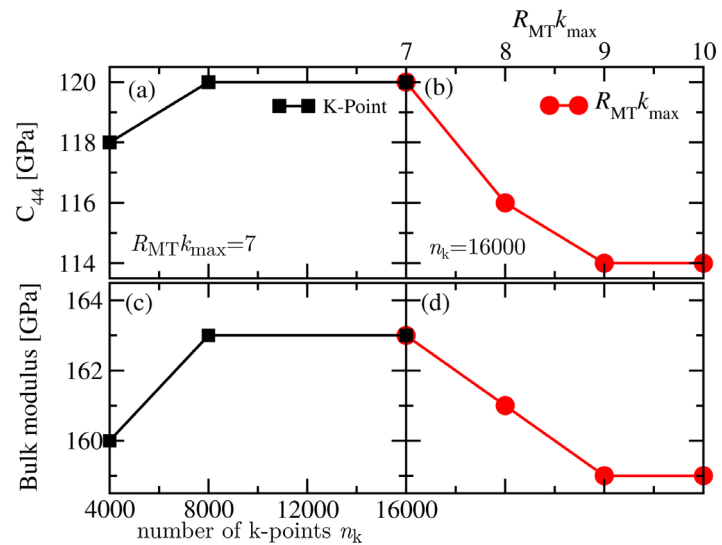 R_MT k_max
7 8 9 10
120
118
116
114
C_44 [GPa]
(a)
K-Point
R_MT k_max=7
(b)
R_MT k_max
n_k=16000
164
162
160
Bulk modulus [GPa]
(c)
(d)
4000 8000 12000 16000
number of k-points n_k